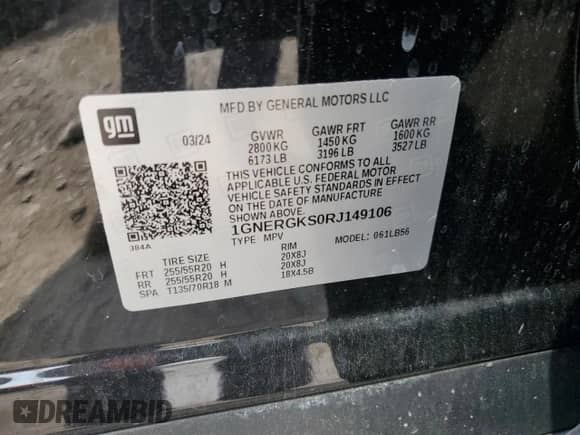 gm
MFD BY GENERAL MOTORS LLC
03/24 GVWR GAWR FRT GAWR RR
2800 KG 1450 KG 1600 KG
6173 LB 3196 LB 3527 LB
THIS VEHICLE CONFORMS TO ALL
APPLICABLE U.S. FEDERAL MOTOR
VEHICLE SAFETY STANDARDS IN EFFECT
ON THE DATE OF MANUFACTURE
SHOWN ABOVE.
1GNERGKS0RJ149106
TYPE MPV MODEL: 061LB56
J84A
TIRE SIZE RIM
FRT 255/55R20 H 20X8J
RR 255/55R20 H 20X8J
SPA T135/70R18 M 18X4.5B
DREAMBID